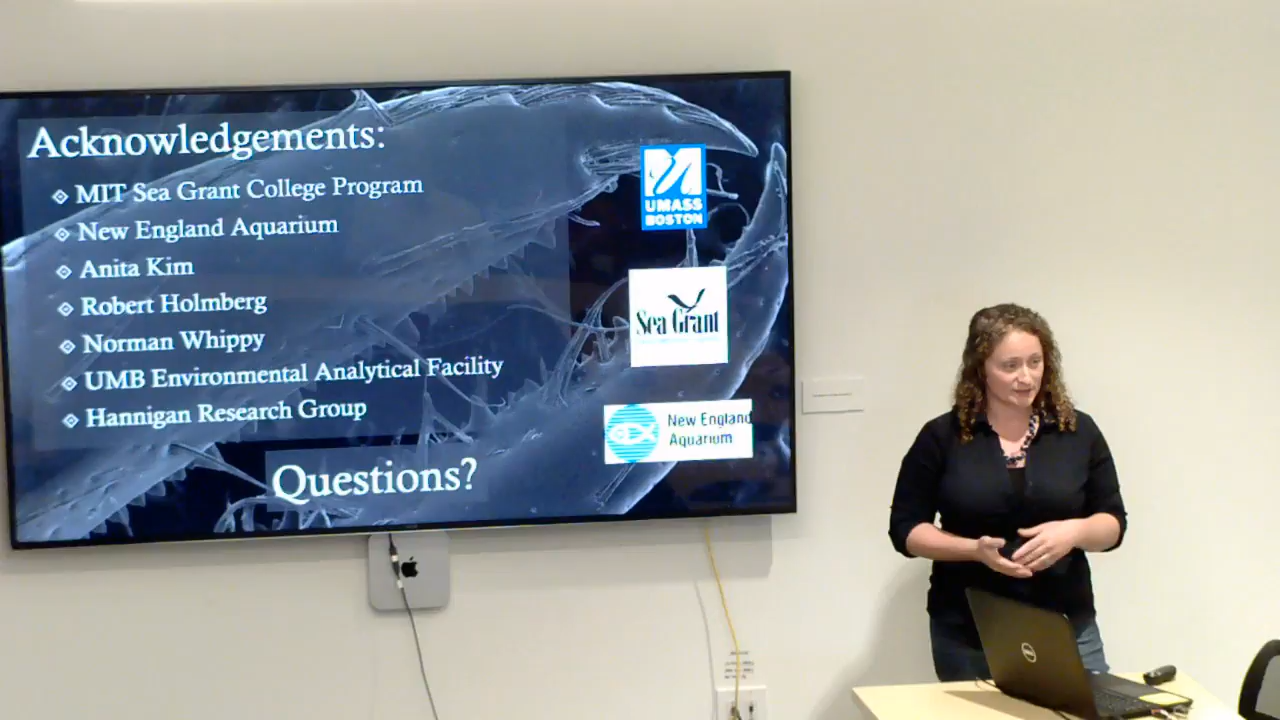 Acknowledgements:
MIT Sea Grant College Program
New England Aquarium
Anita Kim
Robert Holmberg
Norman Whippy
UMB Environmental Analytical Facility
Hannigan Research Group
Questions?
UMASS
BOSTON
Sea Grant
New England
Aquarium
DELL